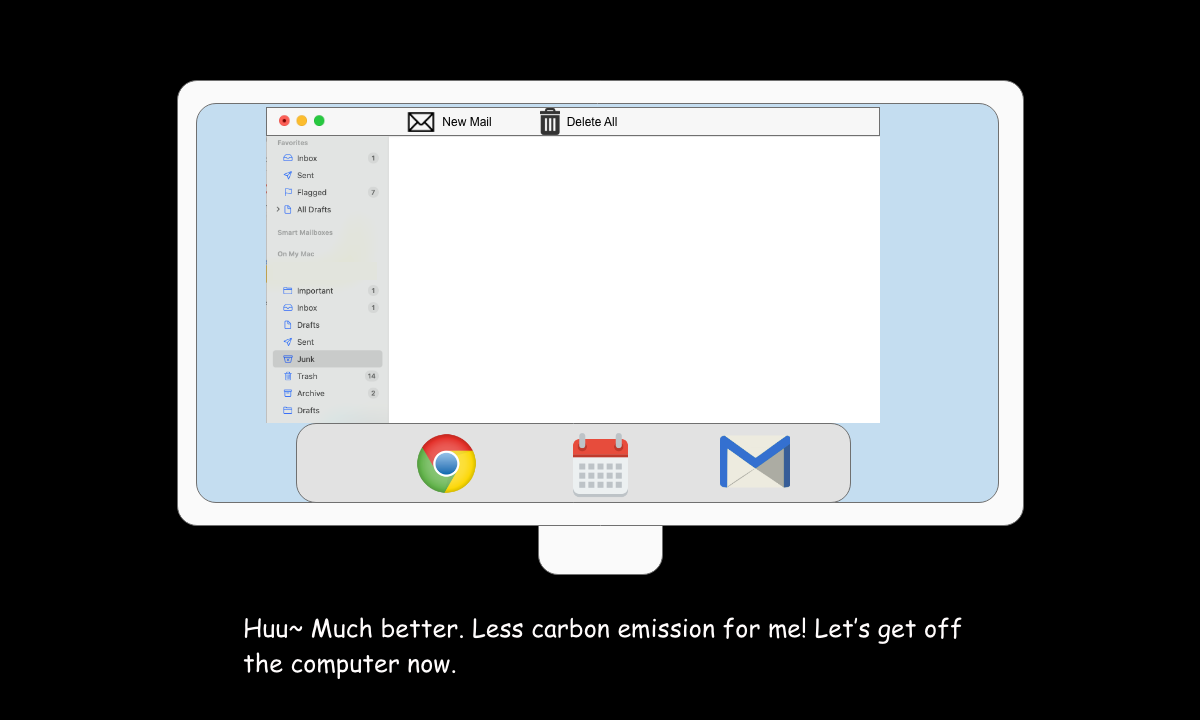 New Mail
Delete All
Favorites
Inbox 1
Sent
Flagged 7
All Drafts
Smart Mailboxes
On My Mac
Important 1
Inbox 1
Drafts
Sent
Junk
Trash 14
Archive 2
Drafts
Huu~ Much better. Less carbon emission for me! Let's get off
the computer now.